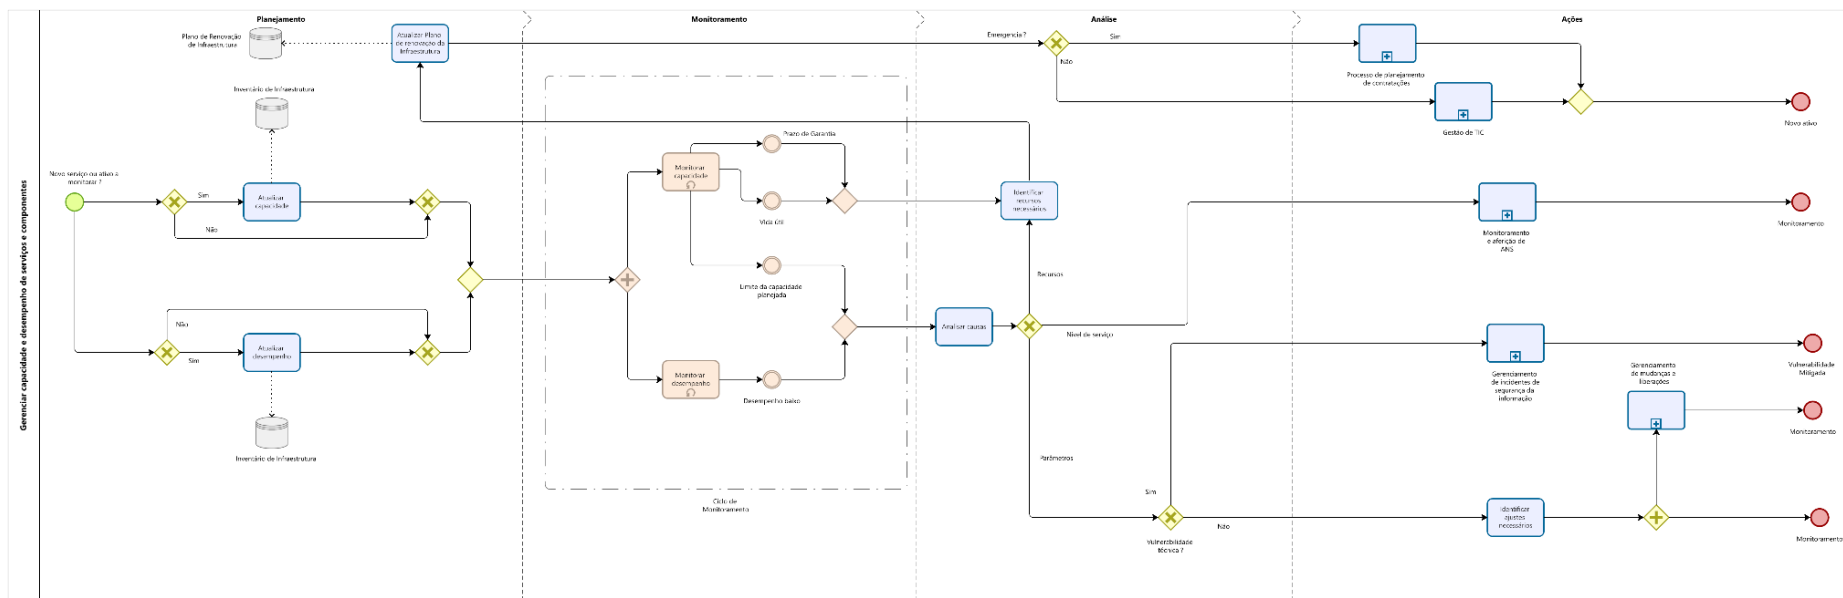 Gerenciar capacidade e desempenho de serviços e componentes
Planejamento
Monitoramento
Análise
Ações
Plano de Renovação
de Infraestrutura
Atualizar Plano
de renovação da
Infraestrutura
Emergencia ?
Sim
Não
Processo de planejamento
de contratações
Gestão de TIC
Novo ativo
Inventário de Infraestrutura
Novo serviço ou ativo a
monitorar ?
Sim
Atualizar
capacidade
Não
Não
Sim
Atualizar
desempenho
Inventário de Infraestrutura
Monitorar
capacidade
Prazo de Garantia
Vida útil
Limite da capacidade
planejada
Monitorar
desempenho
Desempenho baixo
Ciclo de
Monitoramento
Identificar
recursos
necessários
Recursos
Analisar causas
Nível de serviço
Parâmetros
Monitoramento
e aferição de
ANS
Monitoramento
Sim
Vulnerabilidade
técnica ?
Não
Gerenciamento
de incidentes de
segurança da
informação
Vulnerabilidade
Mitigada
Gerenciamento
de mudanças e
liberações
Monitoramento
Identificar
ajustes
necessários
Monitoramento